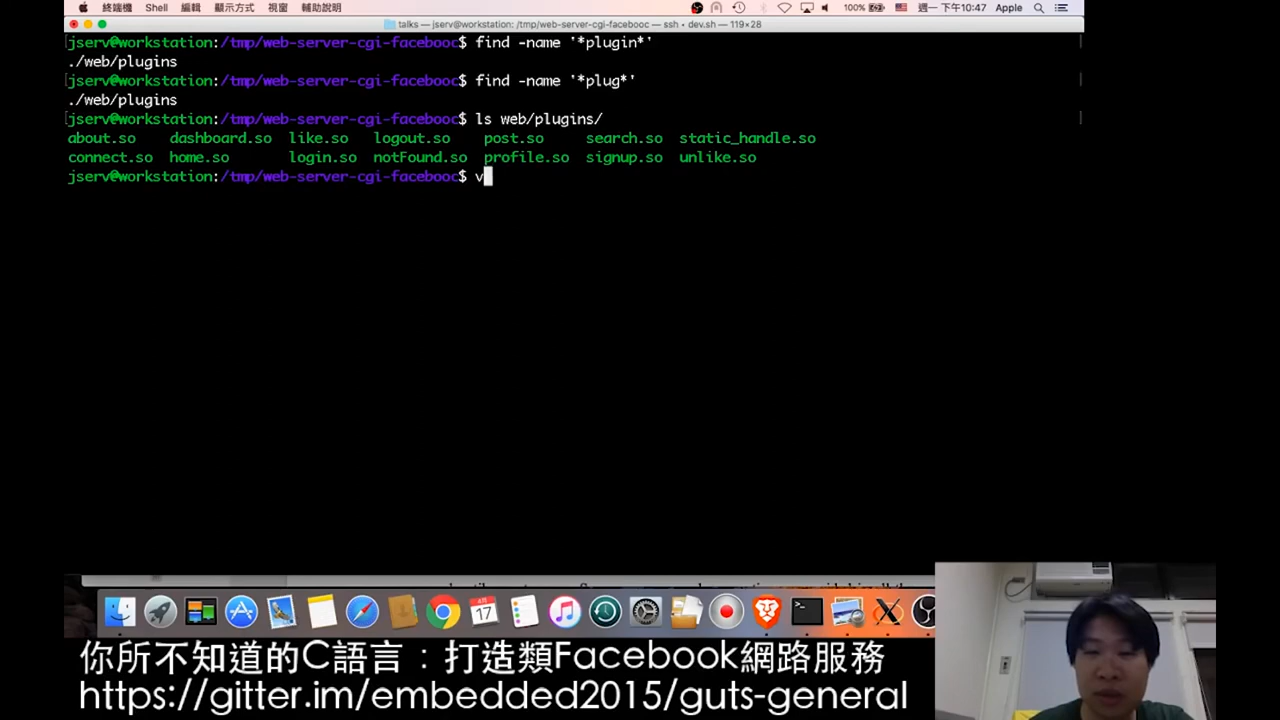 終端機 Shell 編輯 顯示方式 視窗 輔助說明 100% 週一 下午10:47 Apple
talks — jserv@workstation: /tmp/web-server-cgi-facebooc — ssh • dev.sh — 119×28
jserv@workstation:/tmp/web-server-cgi-facebooc$ find -name '*plugin*'
./web/plugins
jserv@workstation:/tmp/web-server-cgi-facebooc$ find -name '*plug*'
./web/plugins
jserv@workstation:/tmp/web-server-cgi-facebooc$ ls web/plugins/
about.so dashboard.so like.so logout.so post.so search.so static_handle.so
connect.so home.so login.so notFound.so profile.so signup.so unlike.so
jserv@workstation:/tmp/web-server-cgi-facebooc$ v
17
你所不知道的C語言：打造類Facebook網路服務
https://gitter.im/embedded2015/guts-general